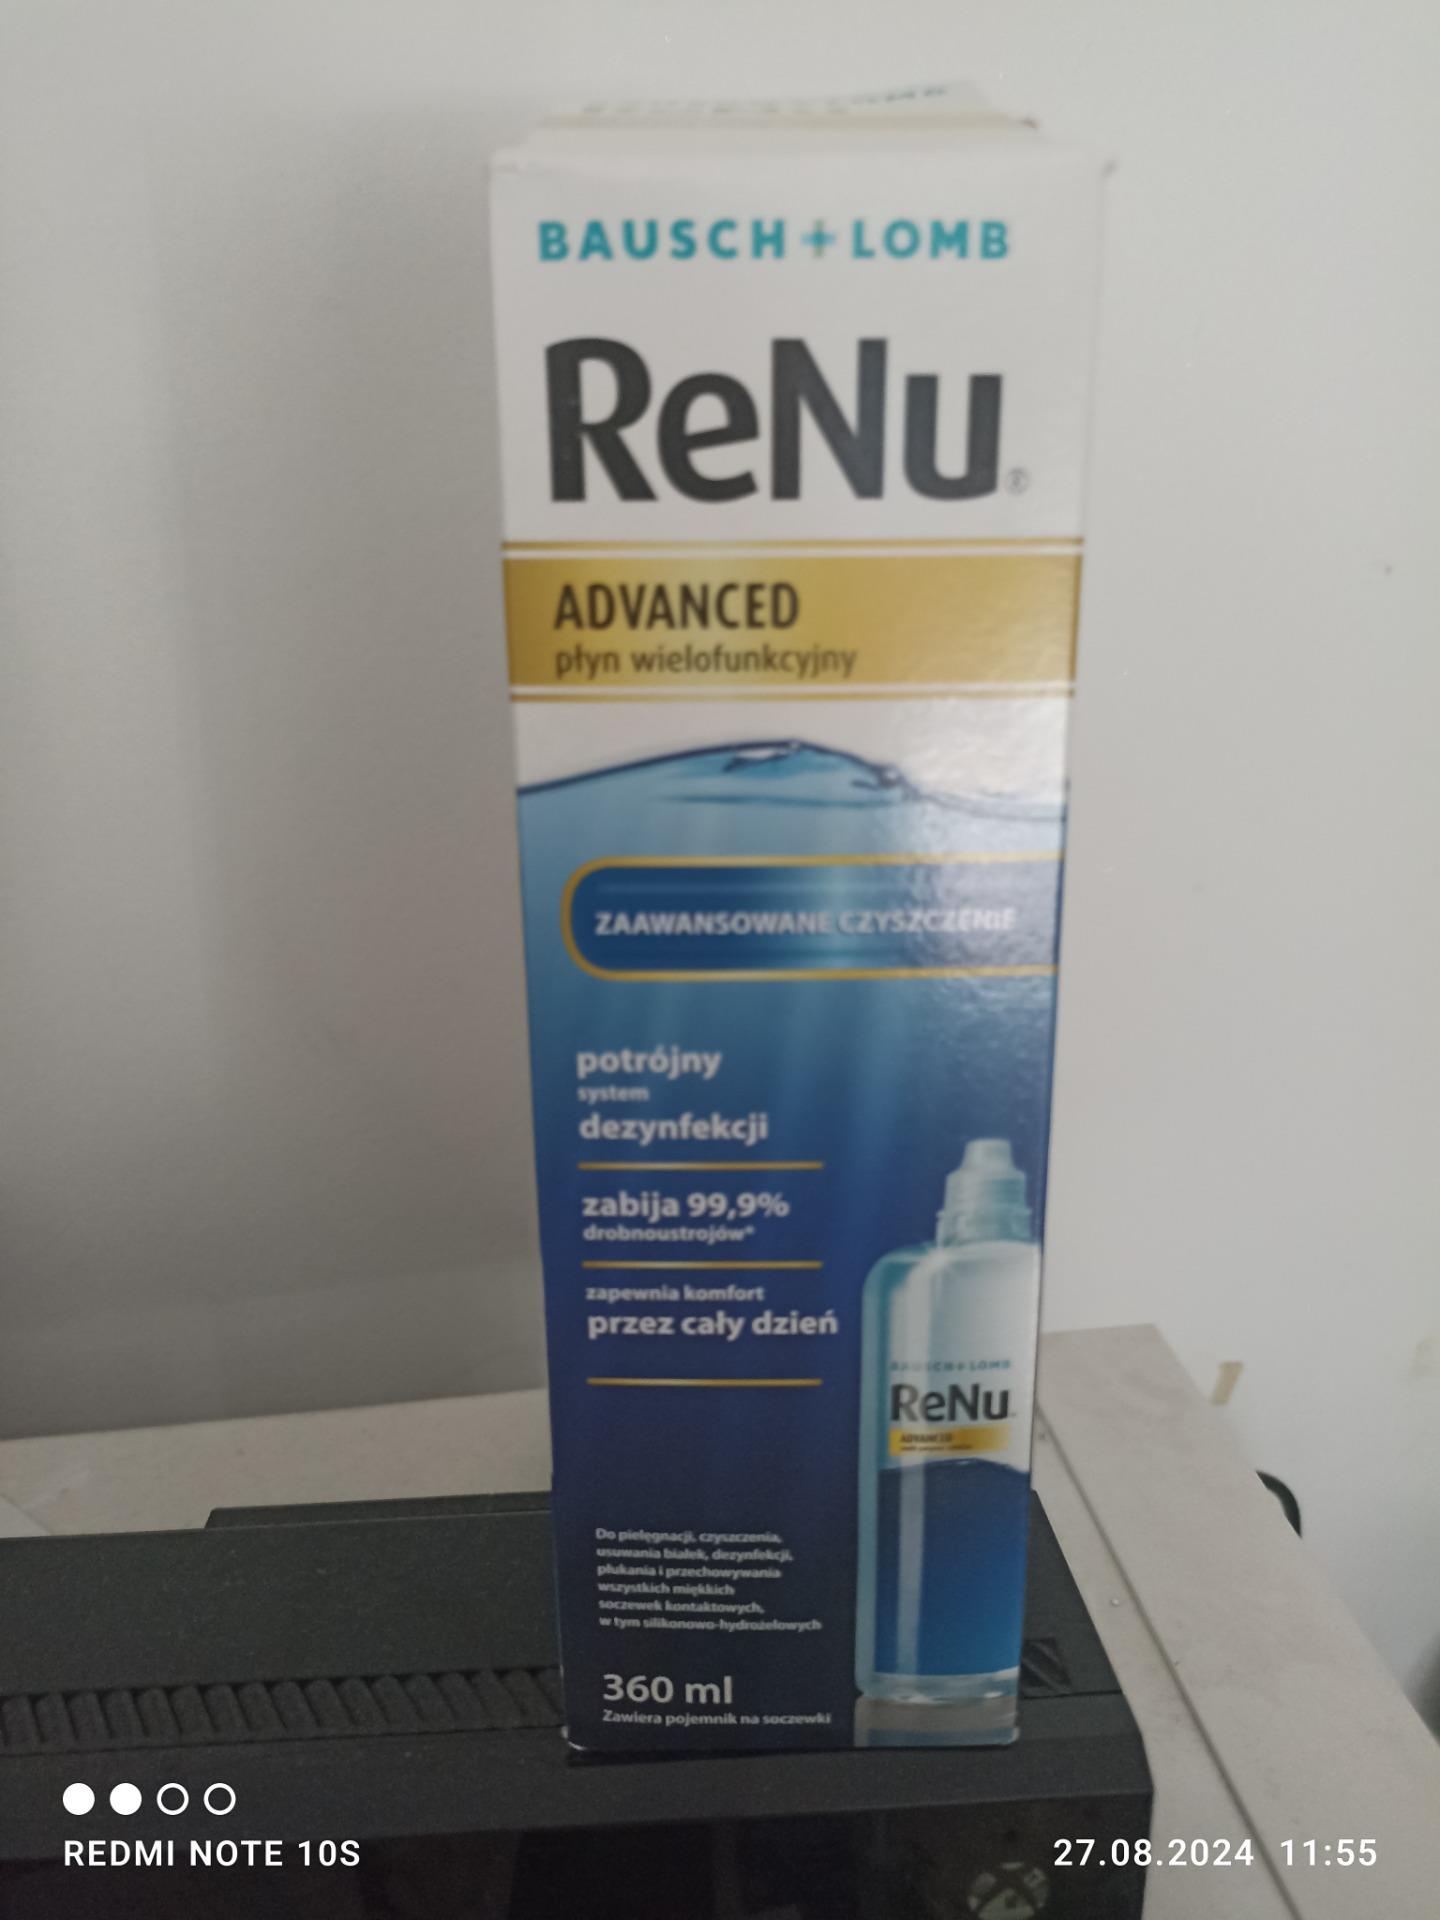 BAUSCH + LOMB
ReNu®
ADVANCED
płyn wielofunkcyjny
ZAAWANSOWANE CZYSZCZENIE
potrójny
system
dezynfekcji
zabija 99,9%
drobnoustrojów*
zapewnia komfort
przez cały dzień
BAUSCH + LOMB
ReNu
ADVANCED
Do pielęgnacji, czyszczenia,
usuwania białek, dezynfekcji,
płukania i przechowywania
wszystkich miękkich
soczewek kontaktowych,
w tym silikonowo-hydrożelowych
360 ml
Zawiera pojemnik na soczewki
REDMI NOTE 10S
27.08.2024 11:55